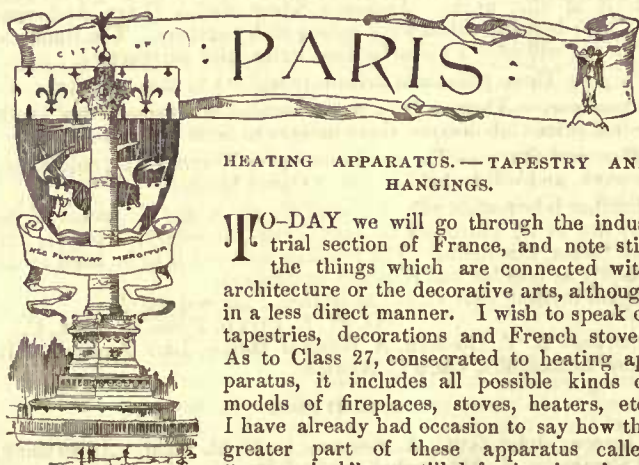 CITY OF
: PARIS :
HEATING APPARATUS. — TAPESTRY AN
HANGINGS.
TO-DAY we will go through the indus
trial section of France, and note sti
the things which are connected wit
architecture or the decorative arts, althoug
in a less direct manner. I wish to speak o
tapestries, decorations and French stove
As to Class 27, consecrated to heating ap
paratus, it includes all possible kinds o
models of fireplaces, stoves, heaters, etc
I have already had occasion to say how th
greater part of these apparatus calle
FLUCTUAT